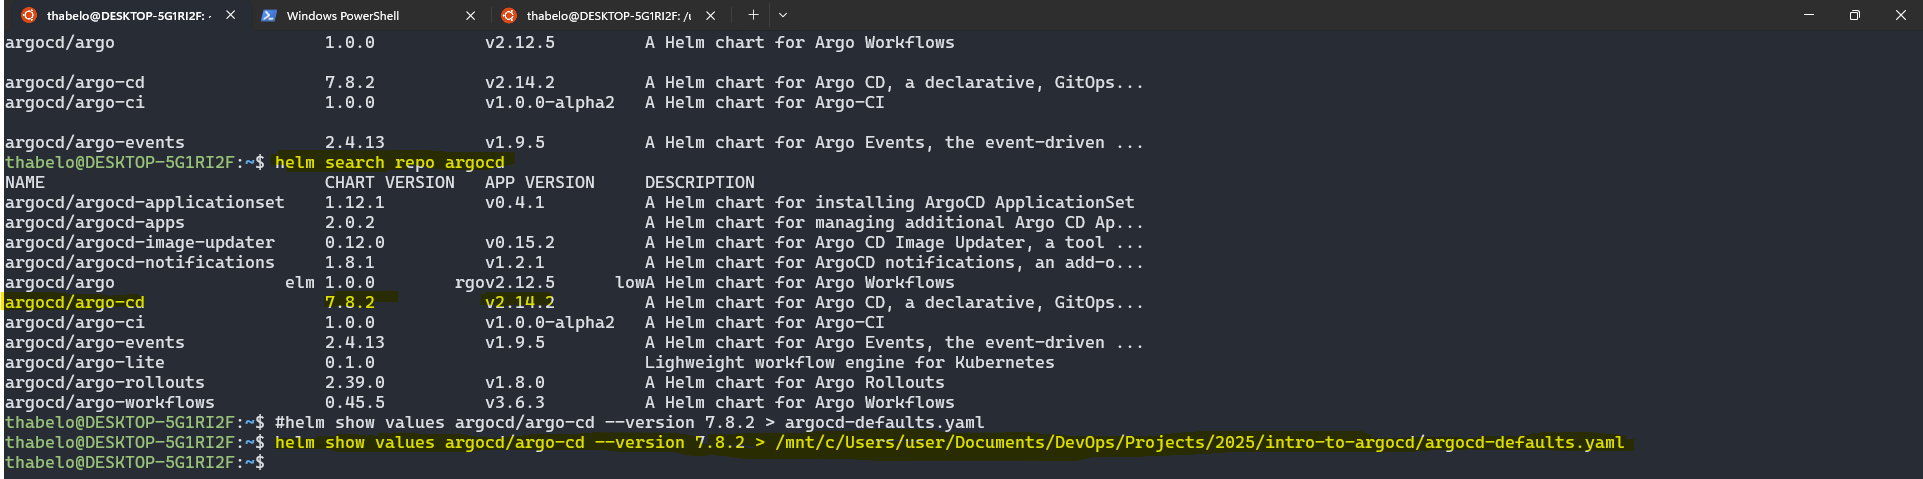 thabelo@DESKTOP-5G1RI2F: - Windows PowerShell thabelo@DESKTOP-5G1RI2F: /u
argocd/argo 1.0.0 v2.12.5 A Helm chart for Argo Workflows
argocd/argo-cd 7.8.2 v2.14.2 A Helm chart for Argo CD, a declarative, GitOps...
argocd/argo-ci 1.0.0 v1.0.0-alpha2 A Helm chart for Argo-CI
argocd/argo-events 2.4.13 v1.9.5 A Helm chart for Argo Events, the event-driven ...
thabelo@DESKTOP-5G1RI2F:~$ helm search repo argocd
NAME CHART VERSION APP VERSION DESCRIPTION
argocd/argocd-applicationset 1.12.1 v0.4.1 A Helm chart for installing ArgoCD ApplicationSet
argocd/argocd-apps 2.0.2 A Helm chart for managing additional Argo CD Ap...
argocd/argocd-image-updater 0.12.0 v0.15.2 A Helm chart for Argo CD Image Updater, a tool ...
argocd/argocd-notifications 1.8.1 v1.2.1 A Helm chart for ArgoCD notifications, an add-o...
argocd/argo elm 1.0.0 rgov2.12.5 lowA Helm chart for Argo Workflows
argocd/argo-cd 7.8.2 v2.14.2 A Helm chart for Argo CD, a declarative, GitOps...
argocd/argo-ci 1.0.0 v1.0.0-alpha2 A Helm chart for Argo-CI
argocd/argo-events 2.4.13 v1.9.5 A Helm chart for Argo Events, the event-driven ...
argocd/argo-lite 0.1.0 Lighweight workflow engine for Kubernetes
argocd/argo-rollouts 2.39.0 v1.8.0 A Helm chart for Argo Rollouts
argocd/argo-workflows 0.45.5 v3.6.3 A Helm chart for Argo Workflows
thabelo@DESKTOP-5G1RI2F:~$ #helm show values argocd/argo-cd --version 7.8.2 > argocd-defaults.yaml
thabelo@DESKTOP-5G1RI2F:~$ helm show values argocd/argo-cd --version 7.8.2 > /mnt/c/Users/user/Documents/DevOps/Projects/2025/intro-to-argocd/argocd-defaults.yaml
thabelo@DESKTOP-5G1RI2F:~$